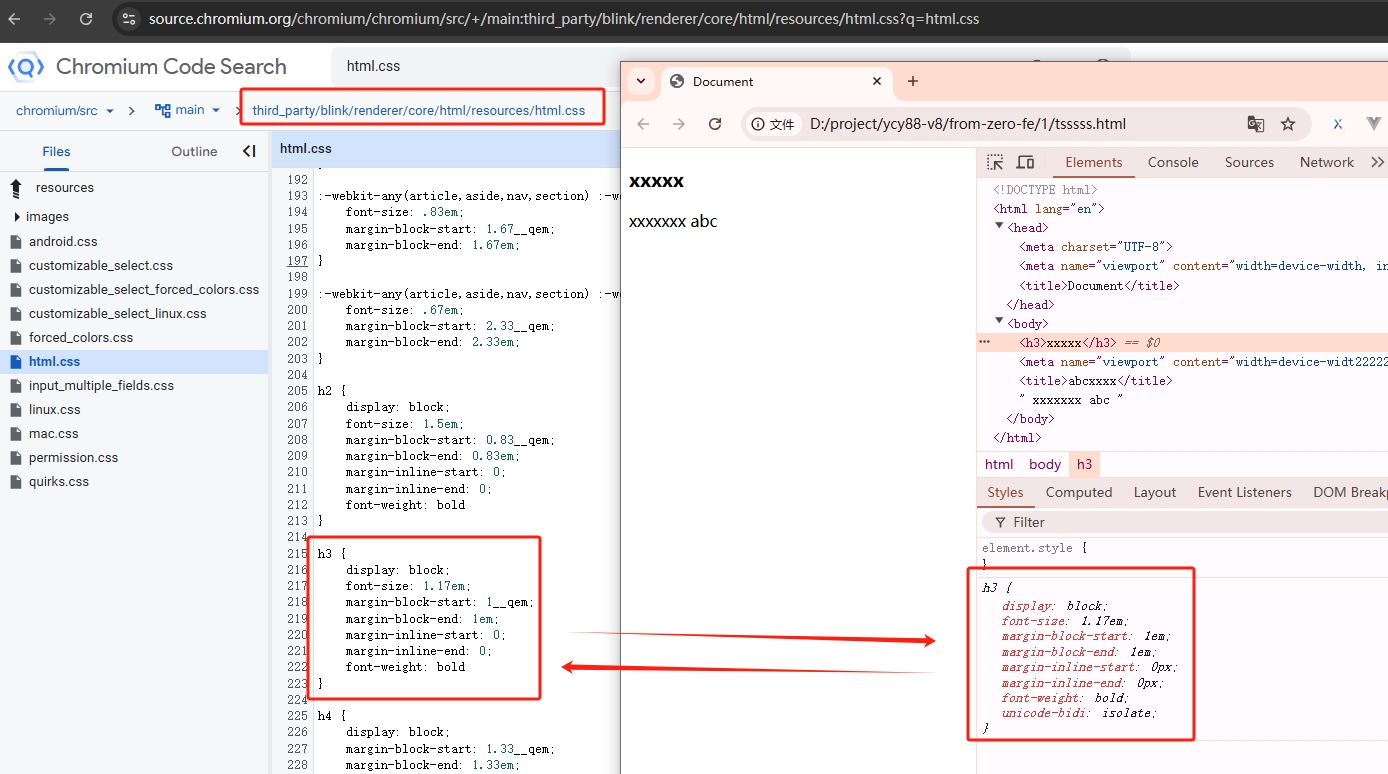 source.chromium.org/chromium/chromium/src/+/main:third_party/blink/renderer/core/html/resources/html.css?q=html.css
Chromium Code Search
html.css
chromium/src
main
third_party/blink/renderer/core/html/resources/html.css
Files
Outline
resources
images
android.css
customizable_select.css
customizable_select_forced_colors.css
customizable_select_linux.css
forced_colors.css
html.css
input_multiple_fields.css
linux.css
mac.css
permission.css
quirks.css
html.css
192
193 :-webkit-any(article,aside,nav,section) :-we
194 font-size: .83em;
195 margin-block-start: 1.67__qem;
196 margin-block-end: 1.67em;
197 }
198
199 :-webkit-any(article,aside,nav,section) :-we
200 font-size: .67em;
201 margin-block-start: 2.33__qem;
202 margin-block-end: 2.33em;
203 }
204
205 h2 {
206 display: block;
207 font-size: 1.5em;
208 margin-block-start: 0.83__qem;
209 margin-block-end: 0.83em;
210 margin-inline-start: 0;
211 margin-inline-end: 0;
212 font-weight: bold
213 }
214
215 h3 {
216 display: block;
217 font-size: 1.17em;
218 margin-block-start: 1__qem;
219 margin-block-end: 1em;
220 margin-inline-start: 0;
221 margin-inline-end: 0;
222 font-weight: bold
223 }
224
225 h4 {
226 display: block;
227 margin-block-start: 1.33__qem;
228 margin-block-end: 1.33em;
Document
文件
D:/project/ycy88-v8/from-zero-fe/1/tsssss.html
xxxxx
xxxxxxx abc
Elements
Console
Sources
Network
<!DOCTYPE html>
<html lang="en">
<head>
<meta charset="UTF-8">
<meta name="viewport" content="width=device-width, in
<title>Document</title>
</head>
<body>
<h3>xxxxx</h3> == $0
<meta name="viewport" content="width=device-widt22222
<title>abcxxxx</title>
" xxxxxxx abc "
</body>
</html>
html body h3
Styles
Computed
Layout
Event Listeners
DOM Breakp
Filter
element.style {
}
h3 {
display: block;
font-size: 1.17em;
margin-block-start: 1em;
margin-block-end: 1em;
margin-inline-start: 0px;
margin-inline-end: 0px;
font-weight: bold;
unicode-bidi: isolate;
}